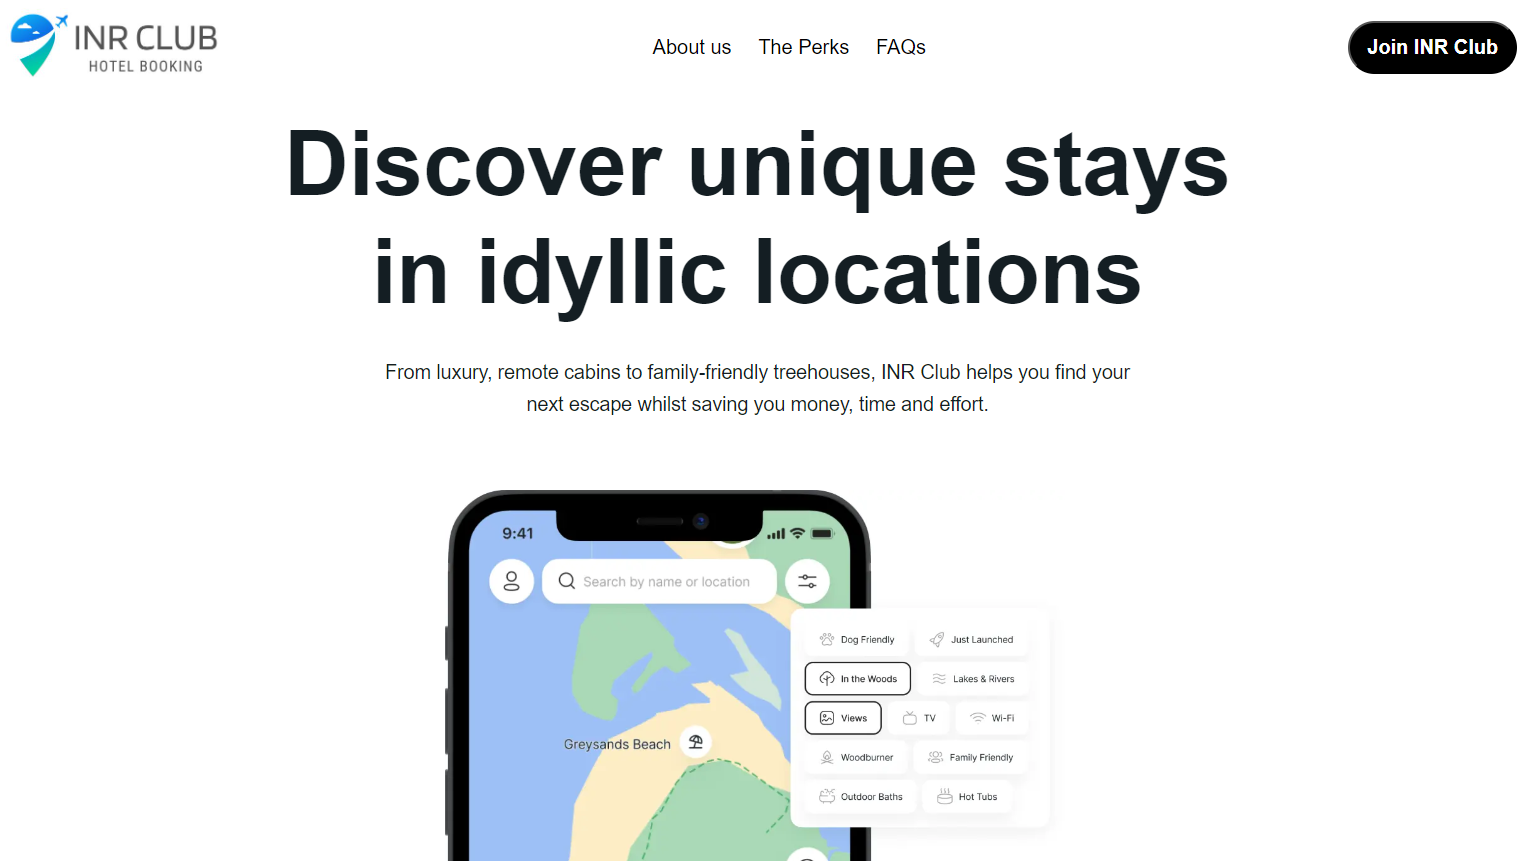 INR CLUB
HOTEL BOOKING
About us
The Perks
FAQs
Join INR Club
Discover unique stays
in idyllic locations
From luxury, remote cabins to family-friendly treehouses, INR Club helps you find your
next escape whilst saving you money, time and effort.
9:41
Search by name or location
Dog Friendly
Just Launched
In the Woods
Lakes & Rivers
Views
TV
Wi-Fi
Greysands Beach
Woodburner
Family Friendly
Outdoor Baths
Hot Tubs